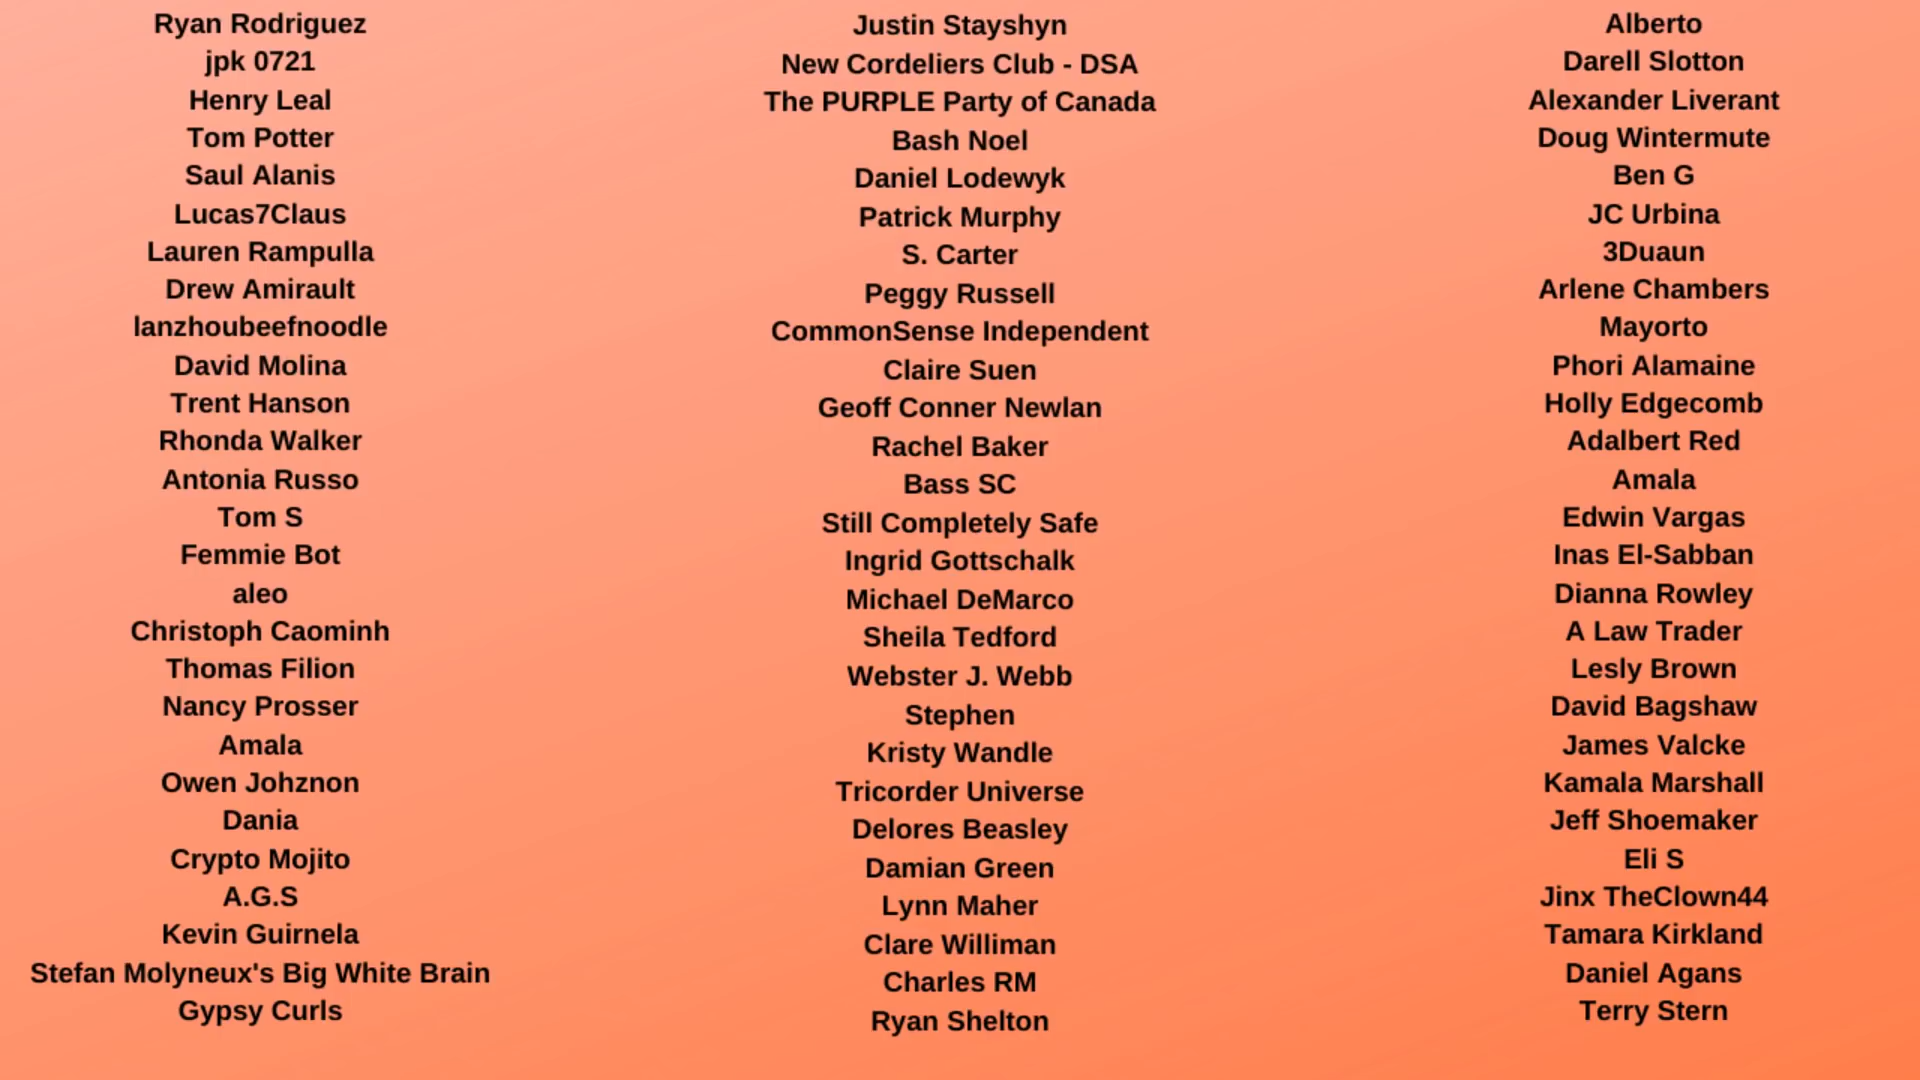 Ryan Rodriguez
jpk 0721
Henry Leal
Tom Potter
Saul Alanis
Lucas7Claus
Lauren Rampulla
Drew Amirault
lanzhoubeefnoodle
David Molina
Trent Hanson
Rhonda Walker
Antonia Russo
Tom S
Femmie Bot
aleo
Christoph Caominh
Thomas Filion
Nancy Prosser
Amala
Owen Johznon
Dania
Crypto Mojito
A.G.S
Kevin Guirnela
Stefan Molyneux's Big White Brain
Gypsy Curls
Justin Stayshyn
New Cordeliers Club - DSA
The PURPLE Party of Canada
Bash Noel
Daniel Lodewyk
Patrick Murphy
S. Carter
Peggy Russell
CommonSense Independent
Claire Suen
Geoff Conner Newlan
Rachel Baker
Bass SC
Still Completely Safe
Ingrid Gottschalk
Michael DeMarco
Sheila Tedford
Webster J. Webb
Stephen
Kristy Wandle
Tricorder Universe
Delores Beasley
Damian Green
Lynn Maher
Clare Williman
Charles RM
Ryan Shelton
Alberto
Darell Slotton
Alexander Liverant
Doug Wintermute
Ben G
JC Urbina
3Duaun
Arlene Chambers
Mayorto
Phori Alamaine
Holly Edgecomb
Adalbert Red
Amala
Edwin Vargas
Inas El-Sabban
Dianna Rowley
A Law Trader
Lesly Brown
David Bagshaw
James Valcke
Kamala Marshall
Jeff Shoemaker
Eli S
Jinx TheClown44
Tamara Kirkland
Daniel Agans
Terry Stern